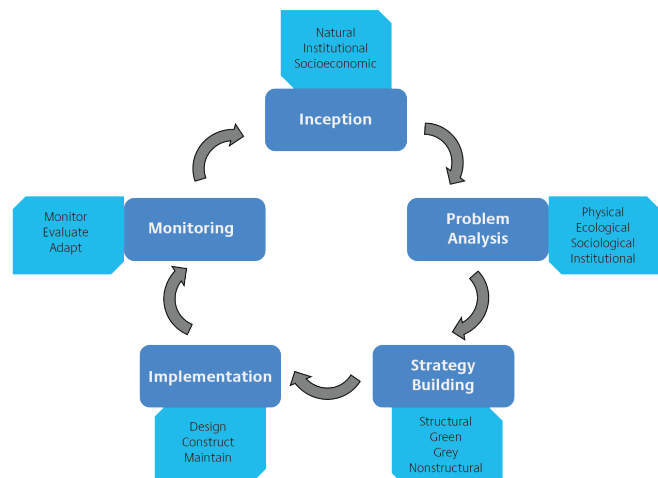 Natural
Institutional
Socioeconomic
Inception
Problem
Analysis
Physical
Ecological
Sociological
Institutional
Strategy
Building
Structural
Green
Grey
Nonstructural
Implementation
Design
Construct
Maintain
Monitoring
Monitor
Evaluate
Adapt